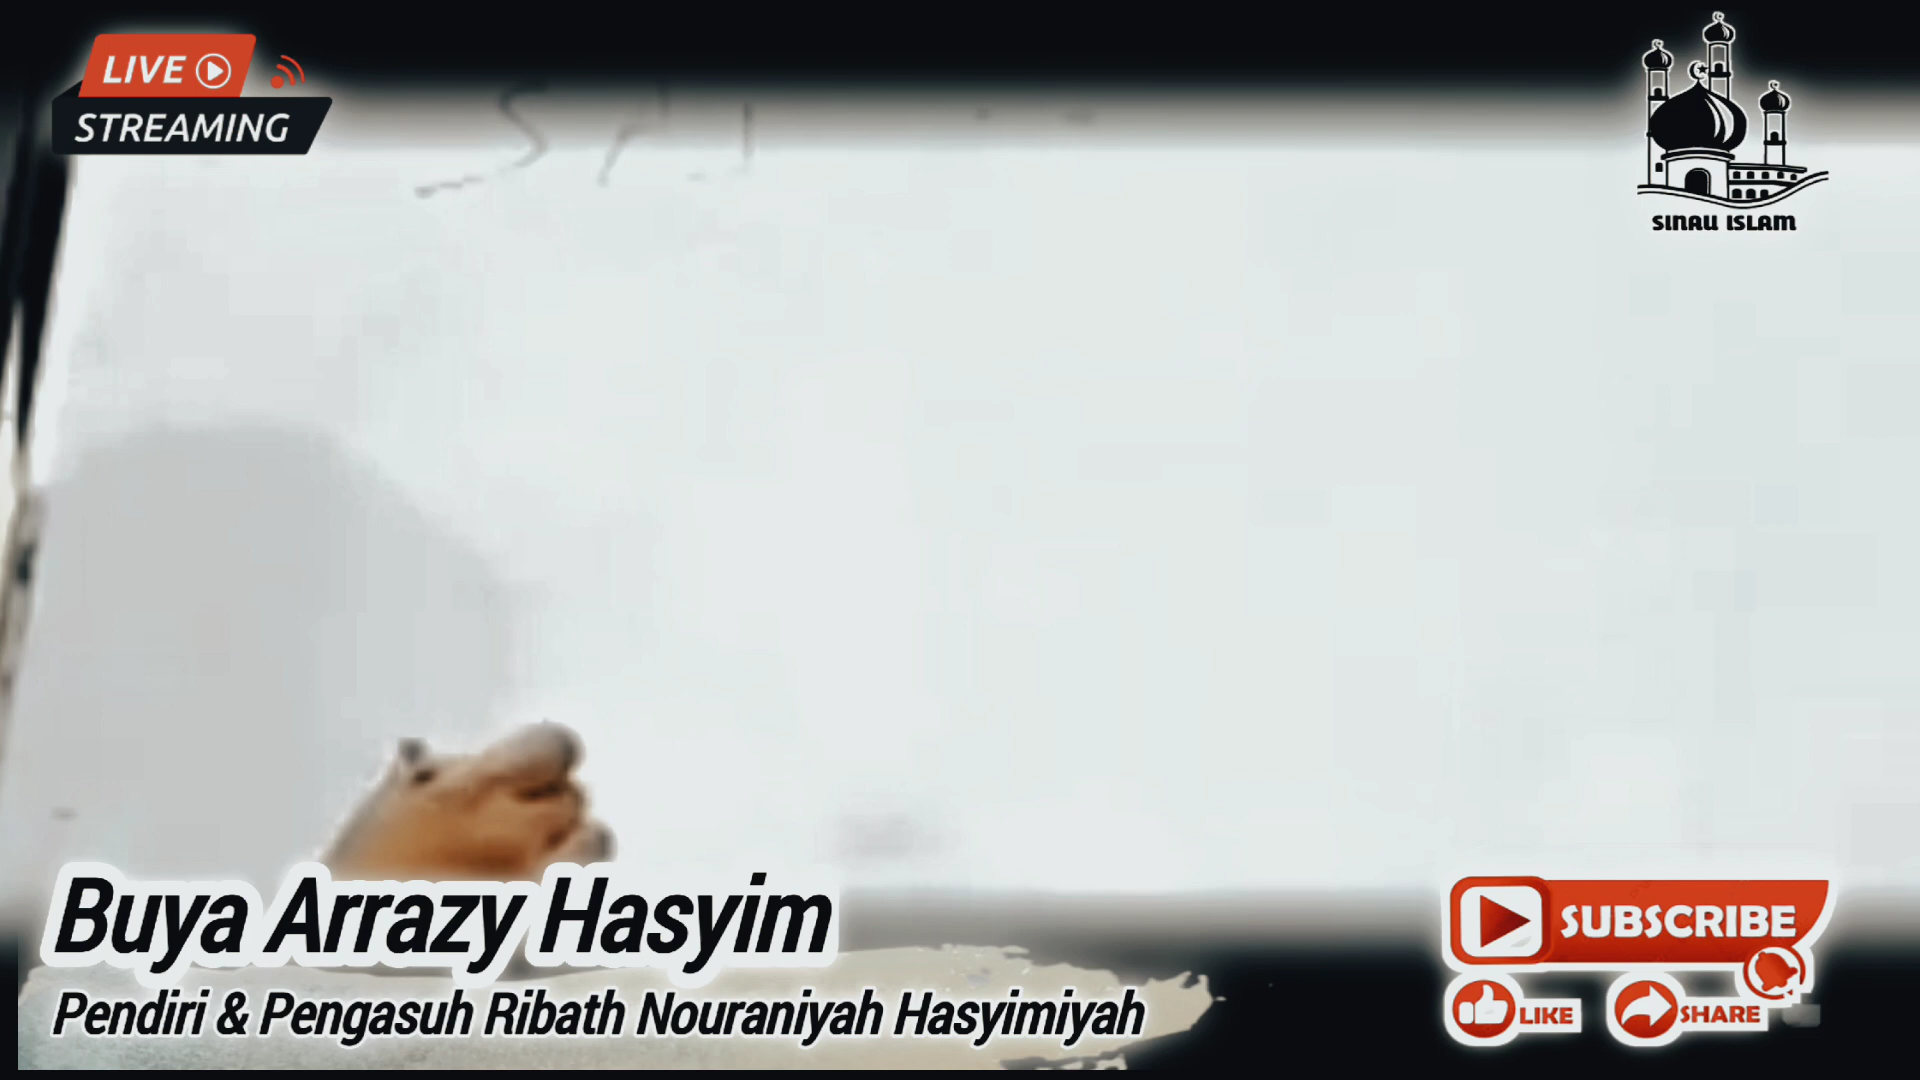 LIVE
STREAMING
SINAU ISLAM
Buya Arrazy Hasyim
Pendiri & Pengasuh Ribath Nouraniyah Hasyimiyah
SUBSCRIBE
LIKE
SHARE